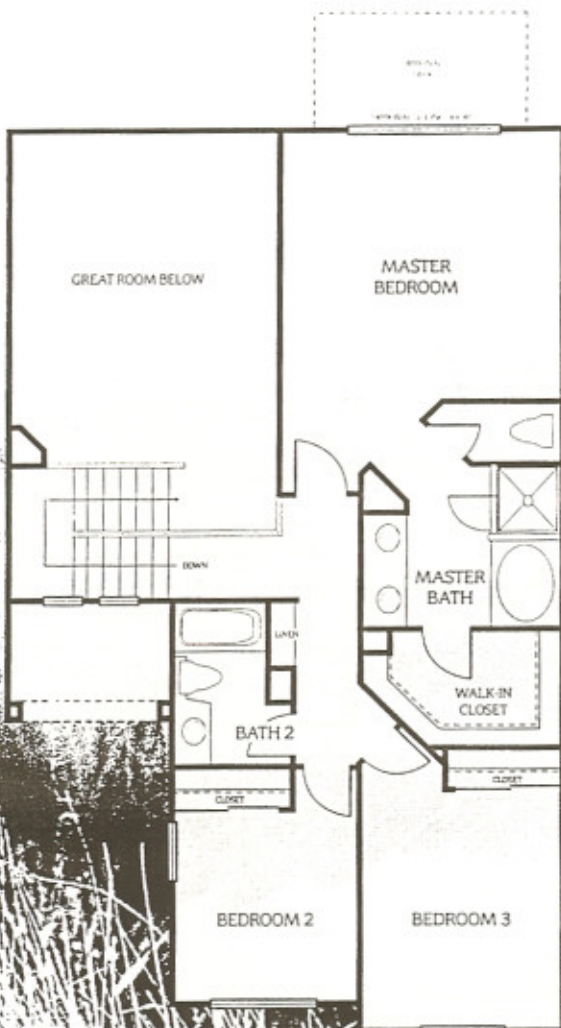 GREAT ROOM BELOW
MASTER
BEDROOM
DOWN
MASTER
BATH
LINEN
WALK-IN
CLOSET
BATH 2
CLOSET
CLOSET
BEDROOM 2
BEDROOM 3